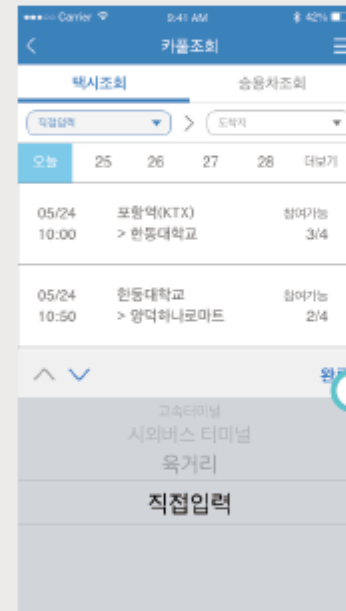 Carrier 9:41 AM 42%
카풀조회
택시조회 승용차조회
직접입력 도착지
오늘 25 26 27 28 더보기
05/24 포항역(KTX) 참여가능
10:00 > 한동대학교 3/4
05/24 한동대학교 참여가능
10:50 > 양덕하나로마트 2/4
고속터미널
시외버스 터미널
육거리
직접입력